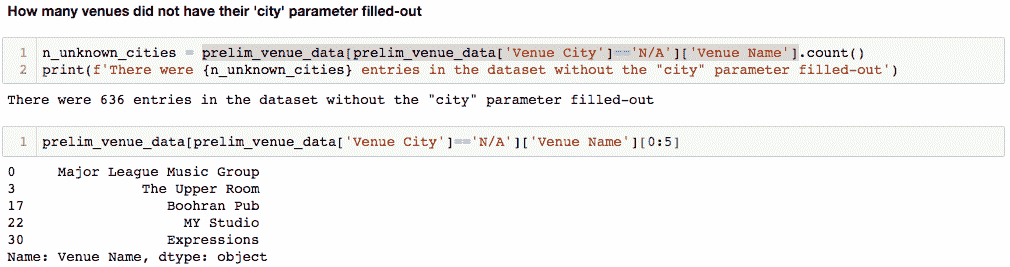 How many venues did not have their 'city' parameter filled-out
1 n_unknown_cities = prelim_venue_data[prelim_venue_data['Venue City']=='N/A']['Venue Name'].count()
2 print(f'There were {n_unknown_cities} entries in the dataset without the "city" parameter filled-out')
There were 636 entries in the dataset without the "city" parameter filled-out
1 prelim_venue_data[prelim_venue_data['Venue City']=='N/A']['Venue Name'][0:5]
0 Major League Music Group
3 The Upper Room
17 Boohran Pub
22 MY Studio
30 Expressions
Name: Venue Name, dtype: object